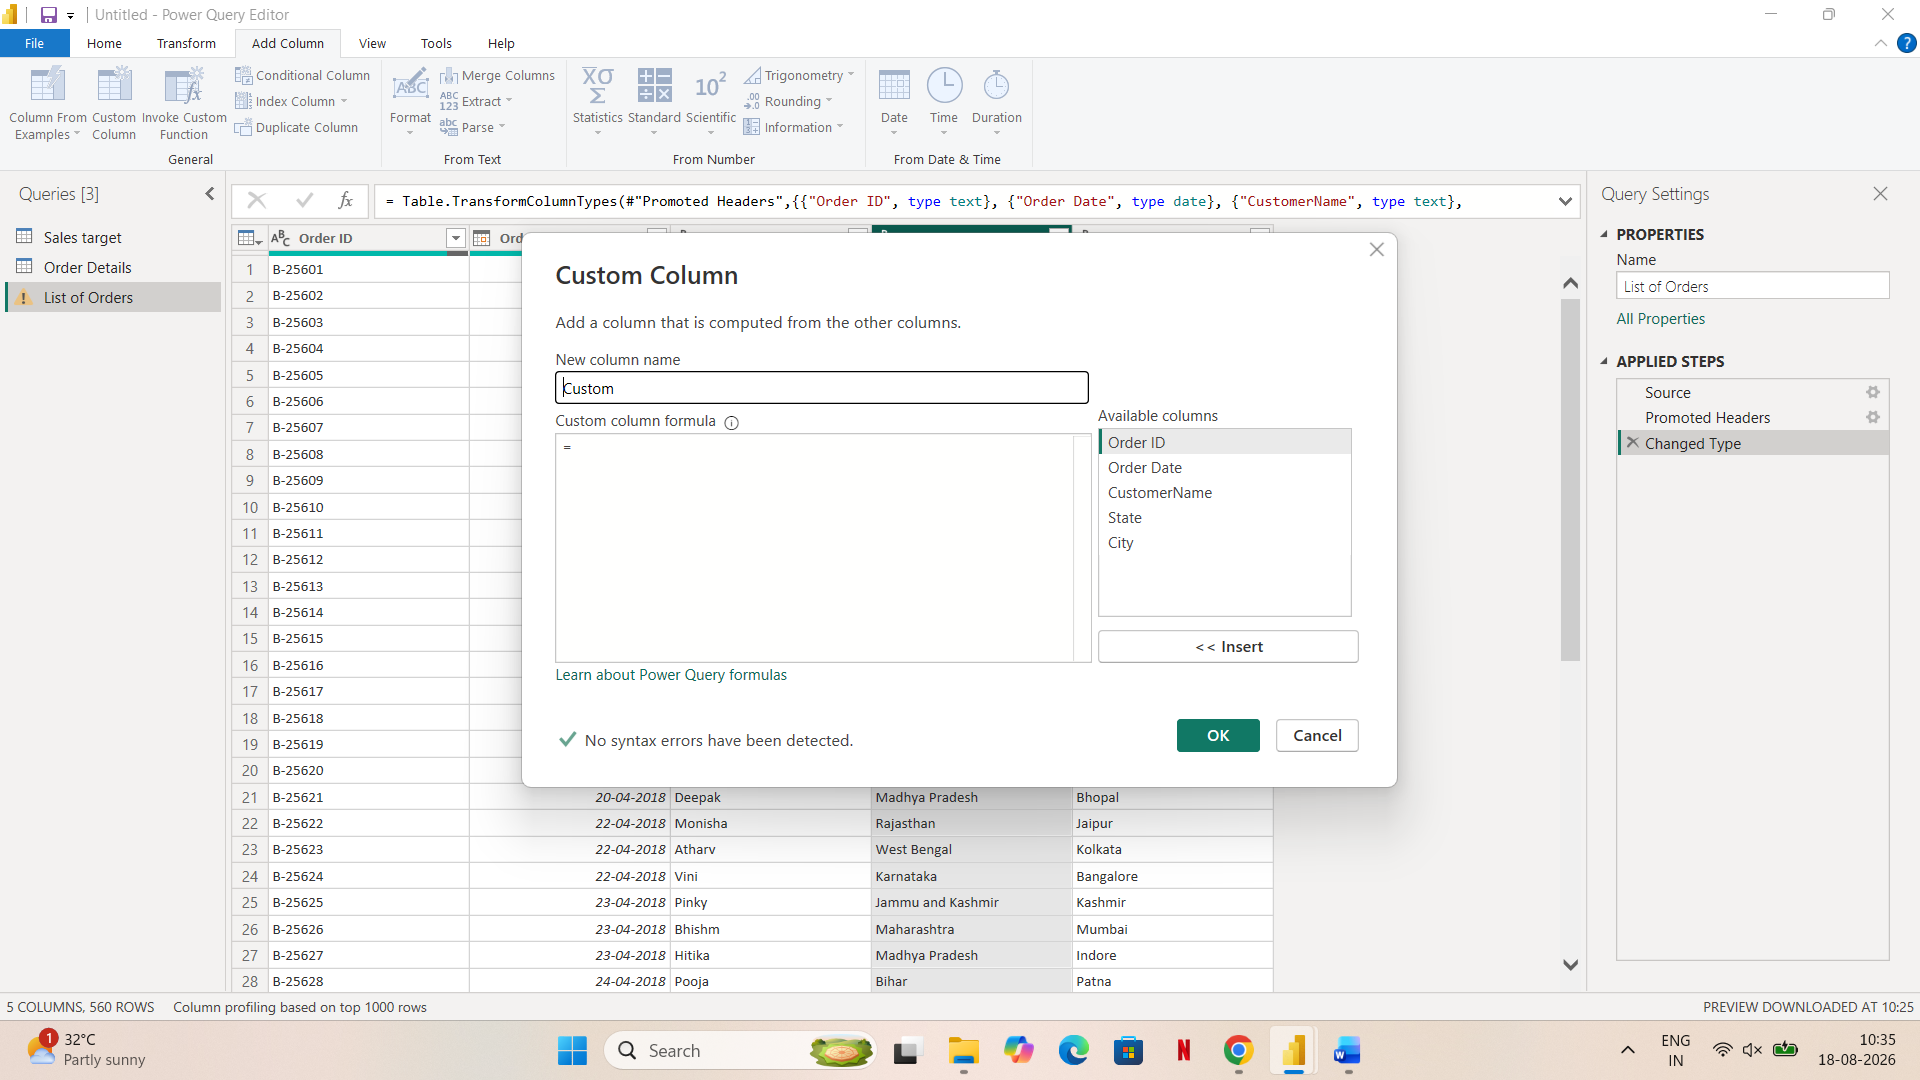 Untitled - Power Query Editor
File Home Transform Add Column View Tools Help
Column From Examples
Custom Column
Invoke Custom Function
Conditional Column
Index Column
Duplicate Column
General
Format
Merge Columns
Extract
Parse
From Text
Statistics
Standard
Scientific
Trigonometry
Rounding
Information
From Number
Date
Time
Duration
From Date & Time
Queries [3]
Sales target
Order Details
List of Orders
= Table.TransformColumnTypes(#"Promoted Headers",{{"Order ID", type text}, {"Order Date", type date}, {"CustomerName", type text},
Order ID
1 B-25601
2 B-25602
3 B-25603
4 B-25604
5 B-25605
6 B-25606
7 B-25607
8 B-25608
9 B-25609
10 B-25610
11 B-25611
12 B-25612
13 B-25613
14 B-25614
15 B-25615
16 B-25616
17 B-25617
18 B-25618
19 B-25619
20 B-25620
21 B-25621 20-04-2018 Deepak Madhya Pradesh Bhopal
22 B-25622 22-04-2018 Monisha Rajasthan Jaipur
23 B-25623 22-04-2018 Atharv West Bengal Kolkata
24 B-25624 22-04-2018 Vini Karnataka Bangalore
25 B-25625 23-04-2018 Pinky Jammu and Kashmir Kashmir
26 B-25626 23-04-2018 Bhishm Maharashtra Mumbai
27 B-25627 23-04-2018 Hitika Madhya Pradesh Indore
28 B-25628 24-04-2018 Pooja Bihar Patna
Custom Column
Add a column that is computed from the other columns.
New column name
Custom
Custom column formula
=
Available columns
Order ID
Order Date
CustomerName
State
City
<< Insert
Learn about Power Query formulas
No syntax errors have been detected.
OK
Cancel
Query Settings
PROPERTIES
Name
List of Orders
All Properties
APPLIED STEPS
Source
Promoted Headers
Changed Type
5 COLUMNS, 560 ROWS Column profiling based on top 1000 rows
PREVIEW DOWNLOADED AT 10:25
1
32°C
Partly sunny
Search
ENG
IN
10:35
18-08-2026